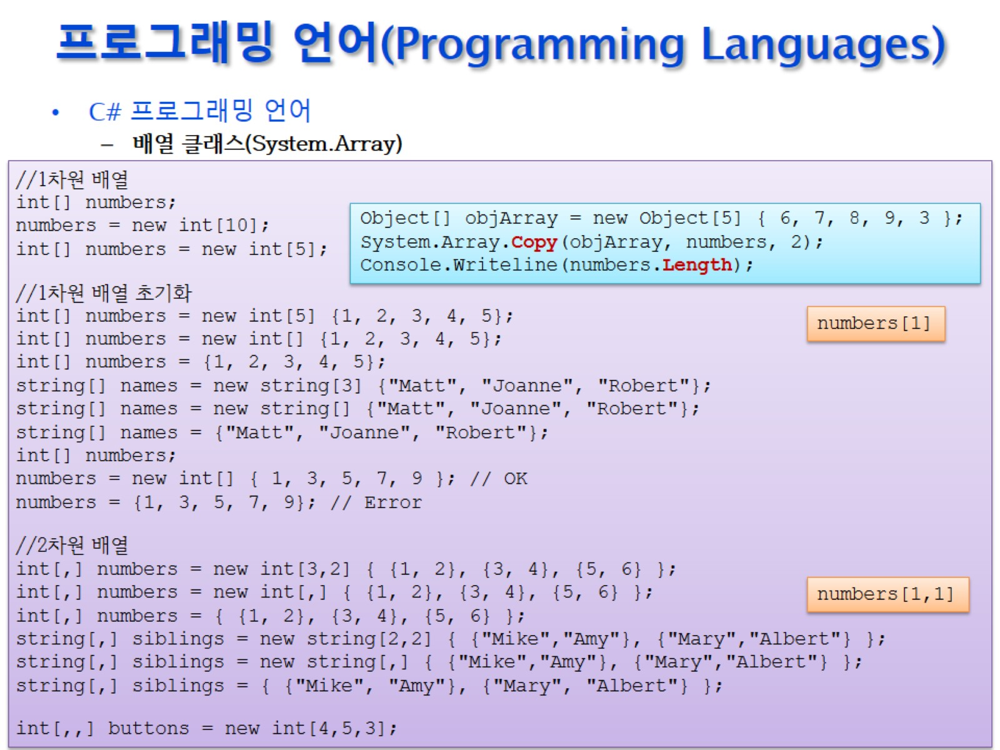 프로그래밍 언어(Programming Languages)
• C# 프로그래밍 언어
– 배열 클래스(System.Array)
//1차원 배열
int[] numbers;
numbers = new int[10];
int[] numbers = new int[5];
Object[] objArray = new Object[5] { 6, 7, 8, 9, 3 };
System.Array.Copy(objArray, numbers, 2);
Console.Writeline(numbers.Length);
//1차원 배열 초기화
int[] numbers = new int[5] {1, 2, 3, 4, 5};
int[] numbers = new int[] {1, 2, 3, 4, 5};
int[] numbers = {1, 2, 3, 4, 5};
string[] names = new string[3] {"Matt", "Joanne", "Robert"};
string[] names = new string[] {"Matt", "Joanne", "Robert"};
string[] names = {"Matt", "Joanne", "Robert"};
int[] numbers;
numbers = new int[] { 1, 3, 5, 7, 9 }; // OK
numbers = {1, 3, 5, 7, 9}; // Error
numbers[1]
//2차원 배열
int[,] numbers = new int[3,2] { {1, 2}, {3, 4}, {5, 6} };
int[,] numbers = new int[,] { {1, 2}, {3, 4}, {5, 6} };
int[,] numbers = { {1, 2}, {3, 4}, {5, 6} };
string[,] siblings = new string[2,2] { {"Mike","Amy"}, {"Mary","Albert"} };
string[,] siblings = new string[,] { {"Mike","Amy"}, {"Mary","Albert"} };
string[,] siblings = { {"Mike", "Amy"}, {"Mary", "Albert"} };
numbers[1,1]
int[,,] buttons = new int[4,5,3];